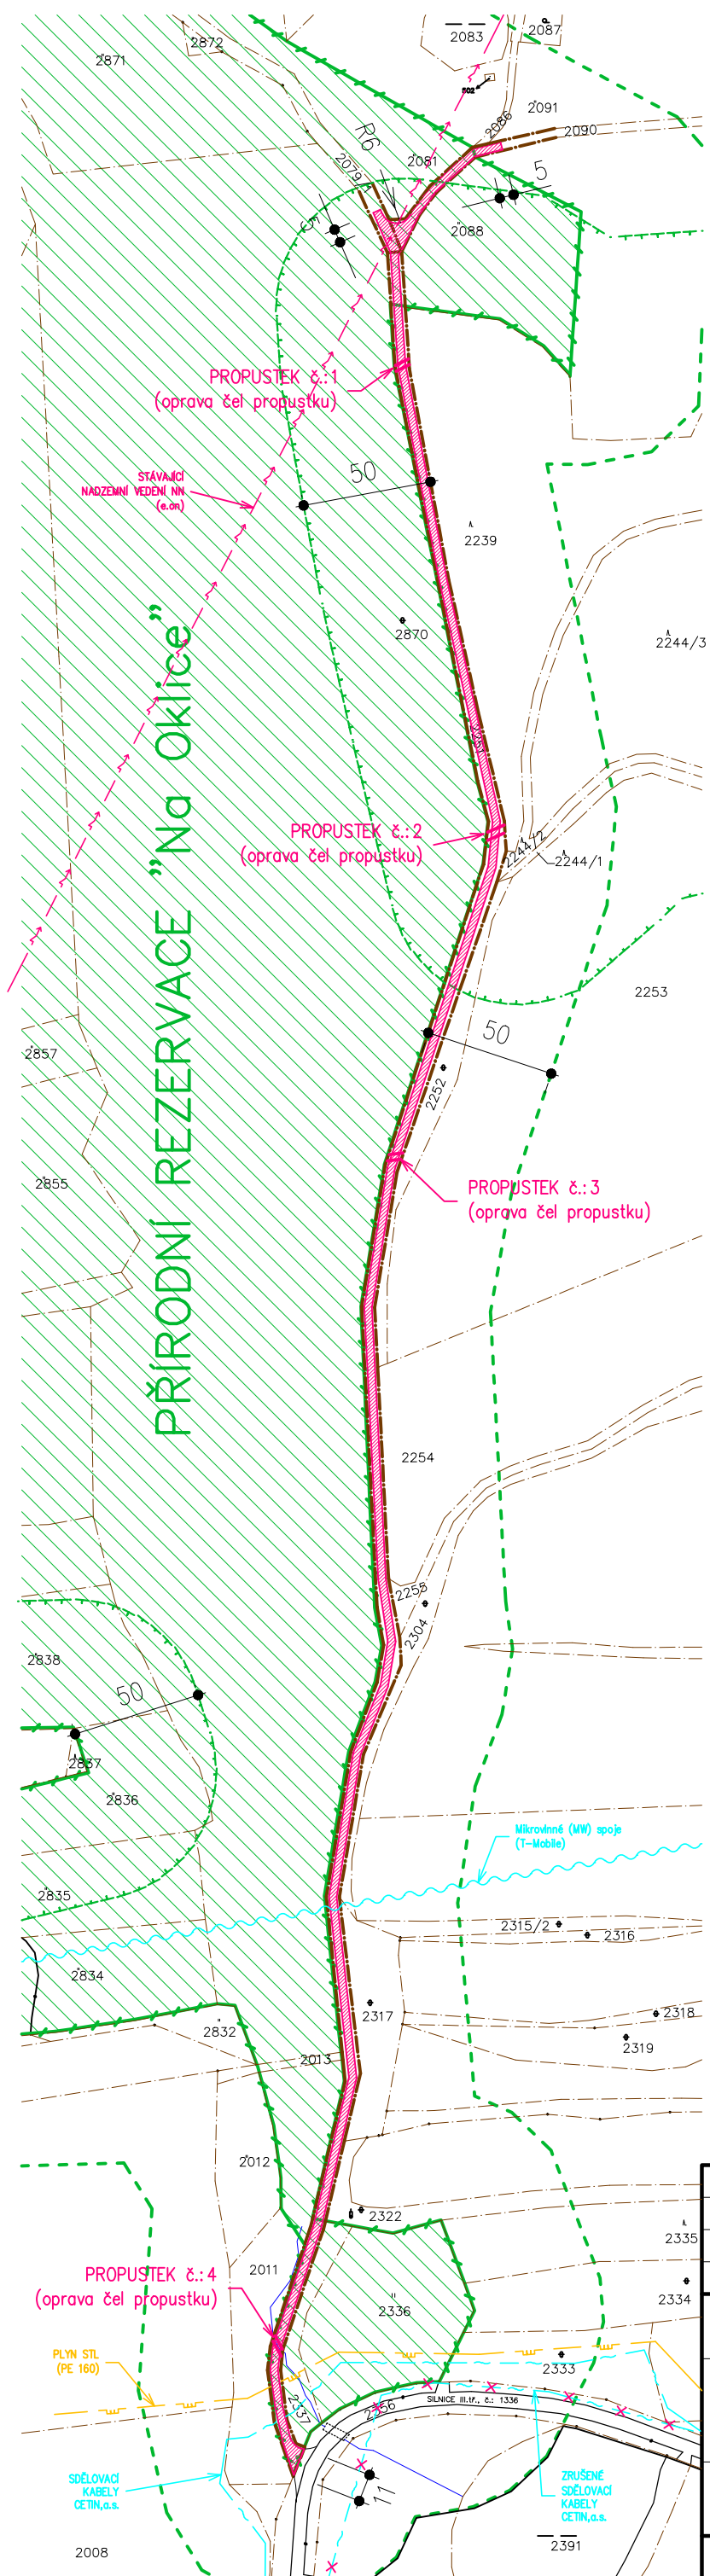 2083
2087
2872
2871
602
2091
2086
2090
R6
2081
2079/1
5
5
2088
PROPUSTEK č.:1
(oprava čel propustku)
50
STÁVAJÍCÍ
NADZEMNÍ VEDENÍ NN
(e.on)
2239
2870
2244/3
PŘÍRODNÍ REZERVACE "Na Oklice"
PROPUSTEK č.:2
(oprava čel propustku)
2244/2
2244/1
2253
50
2857
2252
2855
PROPUSTEK č.:3
(oprava čel propustku)
2254
2255
2304
2838
50
2837
2836
Mikrovlnné (MW) spoje
(T-Mobile)
2835
2315/2
2316
2834
2317
2318
2832
2319
2013
2012
2322
2335
2011
PROPUSTEK č.:4
(oprava čel propustku)
2334
2336
PLYN STL
(PE 160)
2333
2337
2356
SILNICE III.tř., č.: 1336
SDĚLOVACÍ
KABELY
CETIN,a.s.
11
ZRUŠENÉ
SDĚLOVACÍ
KABELY
CETIN,a.s.
2391
2008